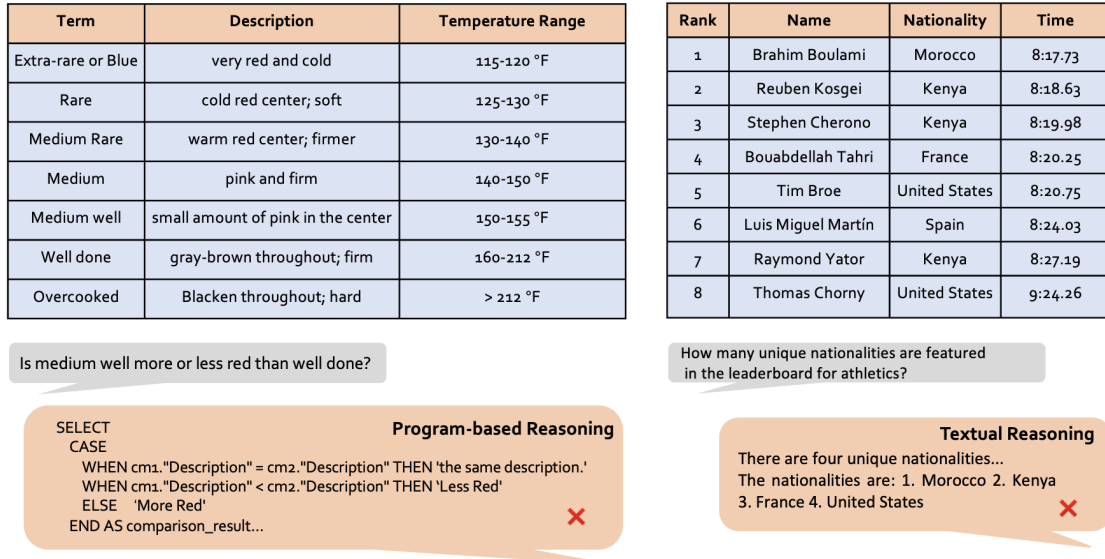 Term Description Temperature Range
Extra-rare or Blue very red and cold 115-120 °F
Rare cold red center; soft 125-130 °F
Medium Rare warm red center; firmer 130-140 °F
Medium pink and firm 140-150 °F
Medium well small amount of pink in the center 150-155 °F
Well done gray-brown throughout; firm 160-212 °F
Overcooked Blacken throughout; hard > 212 °F
Is medium well more or less red than well done?
Program-based Reasoning
SELECT
CASE
WHEN cm1."Description" = cm2."Description" THEN 'the same description.'
WHEN cm1."Description" < cm2."Description" THEN 'Less Red'
ELSE 'More Red'
END AS comparison_result...
Rank Name Nationality Time
1 Brahim Boulami Morocco 8:17.73
2 Reuben Kosgei Kenya 8:18.63
3 Stephen Cherono Kenya 8:19.98
4 Bouabdellah Tahri France 8:20.25
5 Tim Broe United States 8:20.75
6 Luis Miguel Martín Spain 8:24.03
7 Raymond Yator Kenya 8:27.19
8 Thomas Chorny United States 9:24.26
How many unique nationalities are featured
in the leaderboard for athletics?
Textual Reasoning
There are four unique nationalities...
The nationalities are: 1. Morocco 2. Kenya
3. France 4. United States